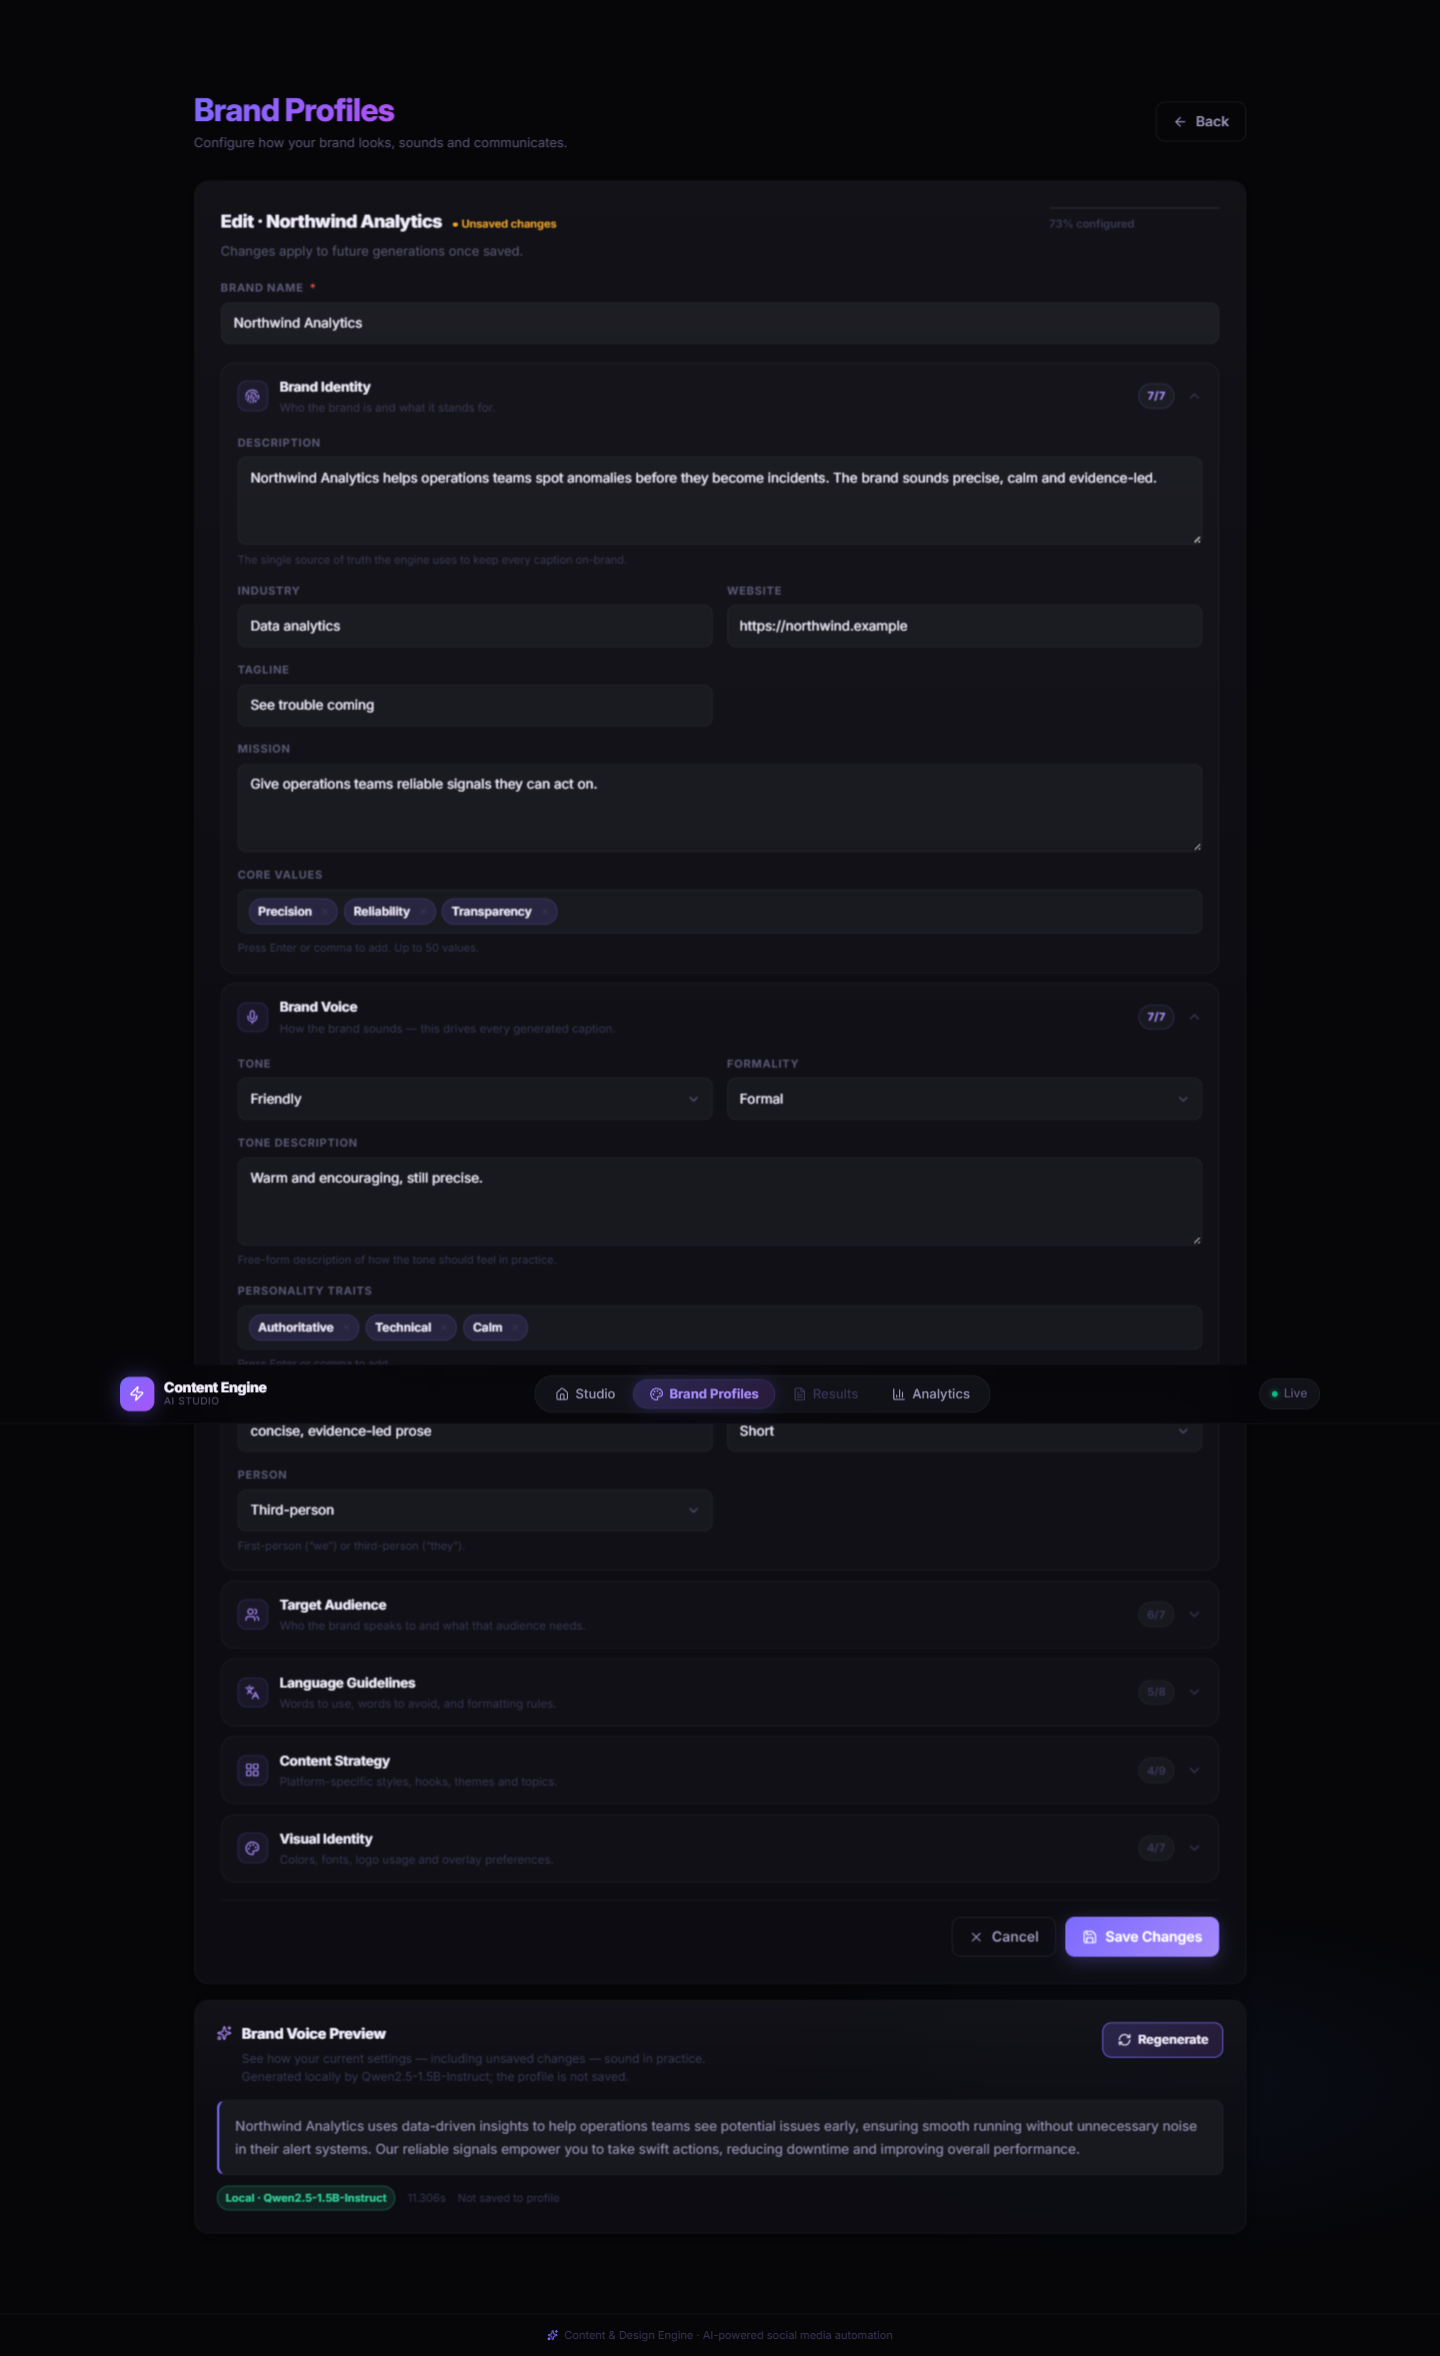 Brand Profiles
Configure how your brand looks, sounds and communicates.
Back
Edit · Northwind Analytics
• Unsaved changes
73% configured
Changes apply to future generations once saved.
BRAND NAME *
Northwind Analytics
Brand Identity
Who the brand is and what it stands for.
7/7
DESCRIPTION
Northwind Analytics helps operations teams spot anomalies before they become incidents. The brand sounds precise, calm and evidence-led.
The single source of truth the engine uses to keep every caption on-brand.
INDUSTRY
WEBSITE
Data analytics
https://northwind.example
TAGLINE
See trouble coming
MISSION
Give operations teams reliable signals they can act on.
CORE VALUES
Precision ×
Reliability ×
Transparency ×
Press Enter or comma to add. Up to 50 values.
Brand Voice
How the brand sounds — this drives every generated caption.
7/7
TONE
FORMALITY
Friendly
Formal
TONE DESCRIPTION
Warm and encouraging, still precise.
Free-form description of how the tone should feel in practice.
PERSONALITY TRAITS
Authoritative ×
Technical ×
Calm ×
Press Enter or comma to add.
Content Engine
AI STUDIO
Studio
Brand Profiles
Results
Analytics
Live
concise, evidence-led prose
Short
PERSON
Third-person
First-person ("we") or third-person ("they").
Target Audience
Who the brand speaks to and what that audience needs.
6/7
Language Guidelines
Words to use, words to avoid, and formatting rules.
5/8
Content Strategy
Platform-specific styles, hooks, themes and topics.
4/9
Visual Identity
Colors, fonts, logo usage and overlay preferences.
4/7
Cancel
Save Changes
Brand Voice Preview
Regenerate
See how your current settings — including unsaved changes — sound in practice.
Generated locally by Qwen2.5-1.5B-Instruct; the profile is not saved.
Northwind Analytics uses data-driven insights to help operations teams see potential issues early, ensuring smooth running without unnecessary noise
in their alert systems. Our reliable signals empower you to take swift actions, reducing downtime and improving overall performance.
Local · Qwen2.5-1.5B-Instruct
11.306s
Not saved to profile
Content & Design Engine · AI-powered social media automation